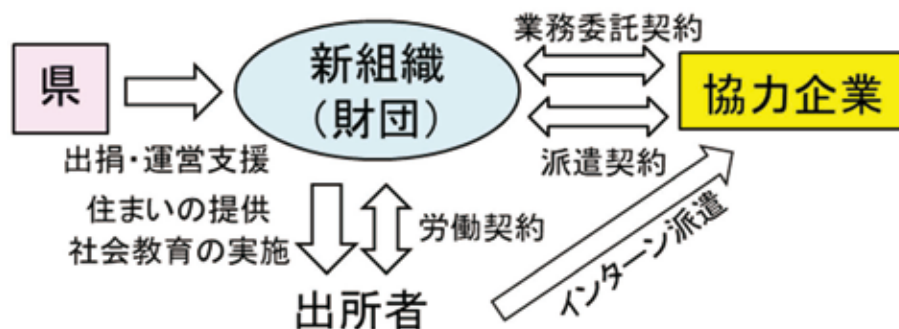 県
新組織
(財団)
業務委託契約
協力企業
派遣契約
出捐・運営支援
住まいの提供
社会教育の実施
労働契約
インターン派遣
出所者